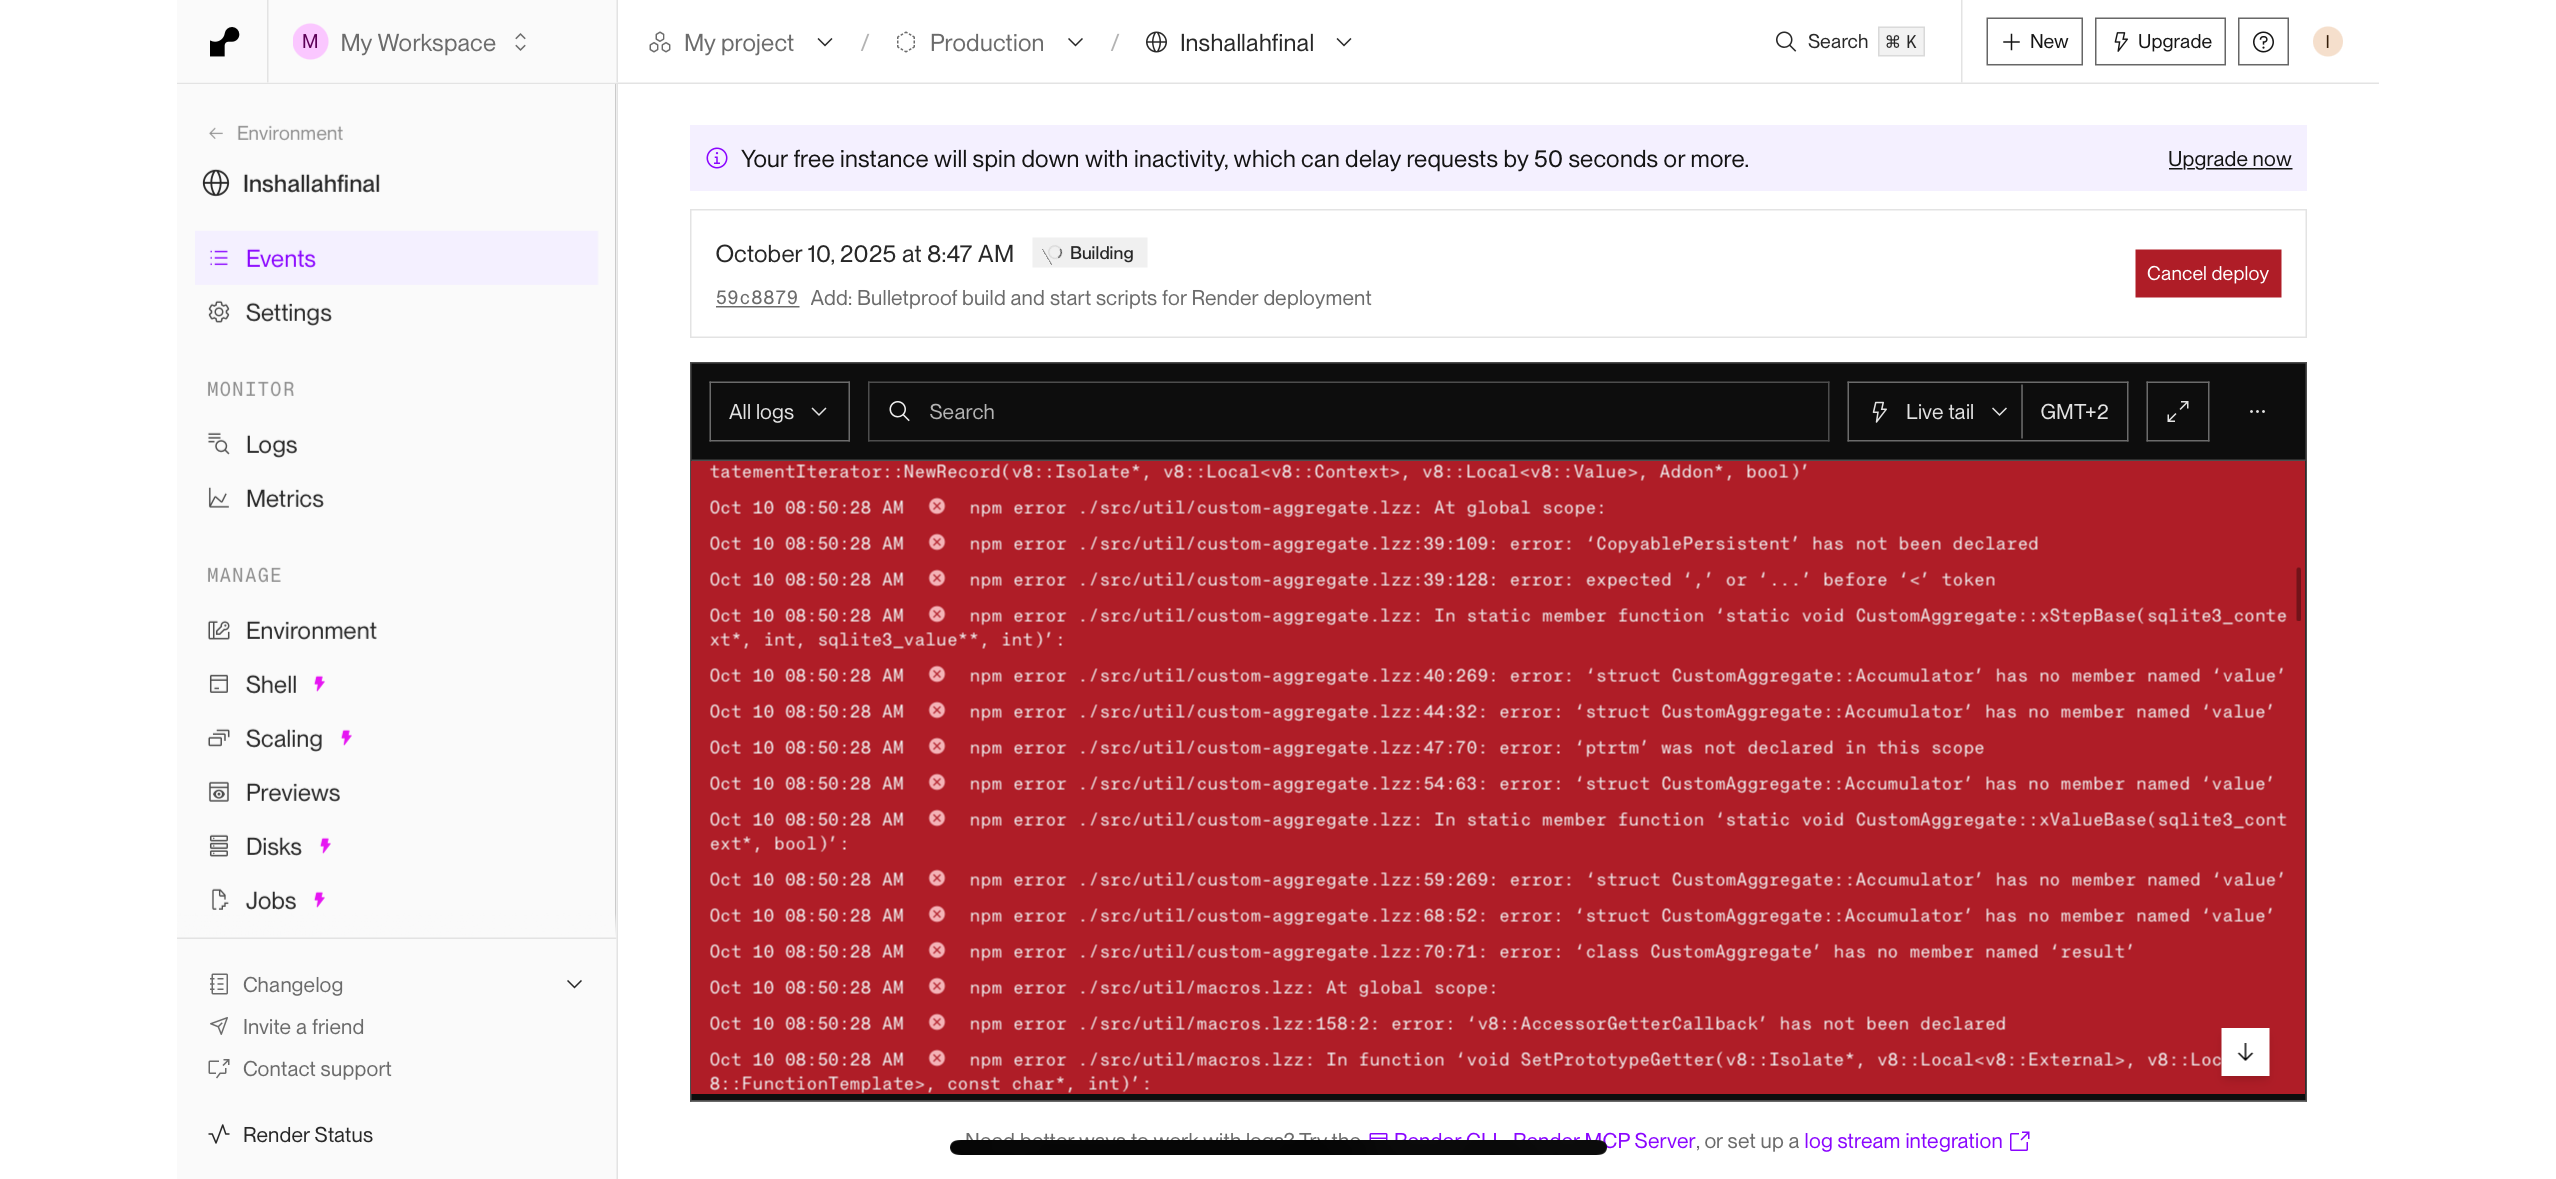 M My Workspace
My project / Production / Inshallahfinal
Search ⌘ K
+ New
Upgrade
I
← Environment
Inshallahfinal
Events
Settings
MONITOR
Logs
Metrics
MANAGE
Environment
Shell
Scaling
Previews
Disks
Jobs
Changelog
Invite a friend
Contact support
Render Status
Your free instance will spin down with inactivity, which can delay requests by 50 seconds or more.
Upgrade now
October 10, 2025 at 8:47 AM Building
59c8879 Add: Bulletproof build and start scripts for Render deployment
Cancel deploy
All logs
Search
Live tail
GMT+2
tatementIterator::NewRecord(v8::Isolate*, v8::Local<v8::Context>, v8::Local<v8::Value>, Addon*, bool)’
Oct 10 08:50:28 AM npm error ./src/util/custom-aggregate.lzz: At global scope:
Oct 10 08:50:28 AM npm error ./src/util/custom-aggregate.lzz:39:109: error: ‘CopyablePersistent’ has not been declared
Oct 10 08:50:28 AM npm error ./src/util/custom-aggregate.lzz:39:128: error: expected ‘,’ or ‘...’ before ‘<’ token
Oct 10 08:50:28 AM npm error ./src/util/custom-aggregate.lzz: In static member function ‘static void CustomAggregate::xStepBase(sqlite3_conte
xt*, int, sqlite3_value**, int)’:
Oct 10 08:50:28 AM npm error ./src/util/custom-aggregate.lzz:40:269: error: ‘struct CustomAggregate::Accumulator’ has no member named ‘value’
Oct 10 08:50:28 AM npm error ./src/util/custom-aggregate.lzz:44:32: error: ‘struct CustomAggregate::Accumulator’ has no member named ‘value’
Oct 10 08:50:28 AM npm error ./src/util/custom-aggregate.lzz:47:70: error: ‘ptrtm’ was not declared in this scope
Oct 10 08:50:28 AM npm error ./src/util/custom-aggregate.lzz:54:63: error: ‘struct CustomAggregate::Accumulator’ has no member named ‘value’
Oct 10 08:50:28 AM npm error ./src/util/custom-aggregate.lzz: In static member function ‘static void CustomAggregate::xValueBase(sqlite3_cont
ext*, bool)’:
Oct 10 08:50:28 AM npm error ./src/util/custom-aggregate.lzz:59:269: error: ‘struct CustomAggregate::Accumulator’ has no member named ‘value’
Oct 10 08:50:28 AM npm error ./src/util/custom-aggregate.lzz:68:52: error: ‘struct CustomAggregate::Accumulator’ has no member named ‘value’
Oct 10 08:50:28 AM npm error ./src/util/custom-aggregate.lzz:70:71: error: ‘class CustomAggregate’ has no member named ‘result’
Oct 10 08:50:28 AM npm error ./src/util/macros.lzz: At global scope:
Oct 10 08:50:28 AM npm error ./src/util/macros.lzz:158:2: error: ‘v8::AccessorGetterCallback’ has not been declared
Oct 10 08:50:28 AM npm error ./src/util/macros.lzz: In function ‘void SetPrototypeGetter(v8::Isolate*, v8::Local<v8::External>, v8::Loc
8::FunctionTemplate>, const char*, int)’:
Need better ways to work with logs? Try the Render CLI, Render MCP Server, or set up a log stream integration